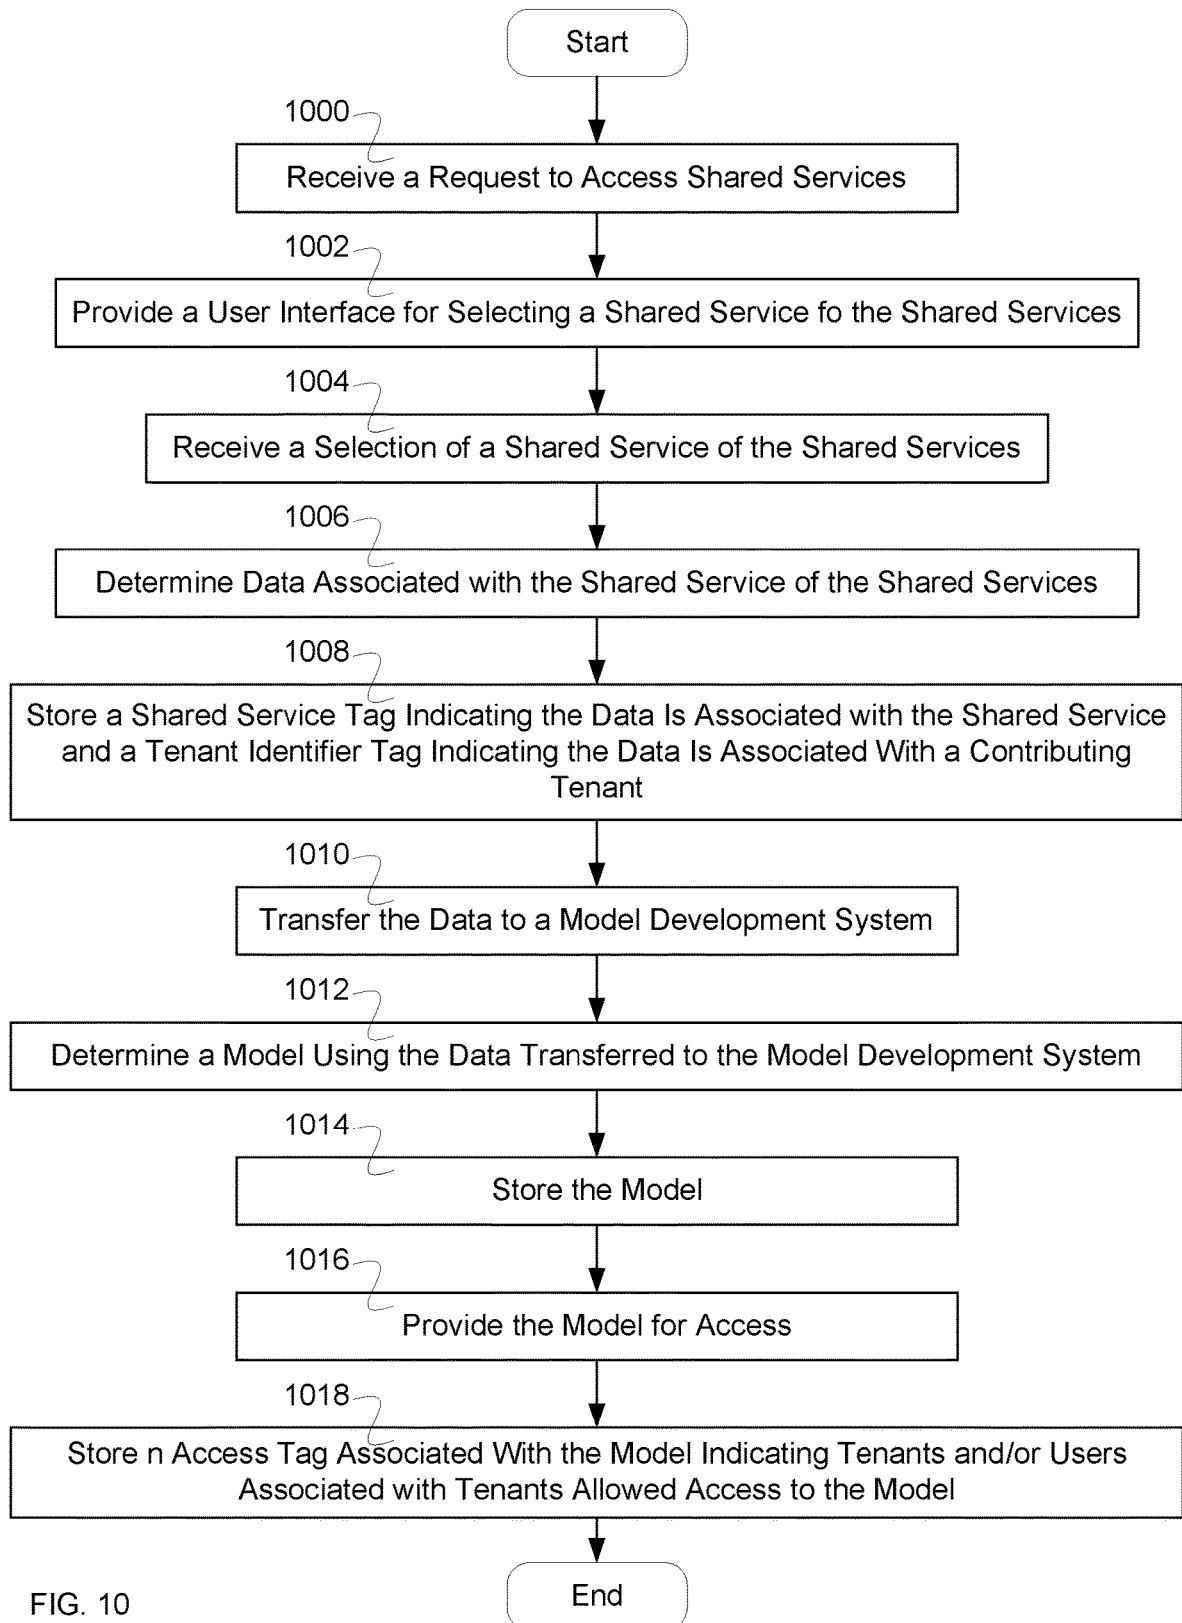 Start
1000
Receive a Request to Access Shared Services
1002
Provide a User Interface for Selecting a Shared Service fo the Shared Services
1004
Receive a Selection of a Shared Service of the Shared Services
1006
Determine Data Associated with the Shared Service of the Shared Services
1008
Store a Shared Service Tag Indicating the Data Is Associated with the Shared Service
and a Tenant Identifier Tag Indicating the Data Is Associated With a Contributing
Tenant
1010
Transfer the Data to a Model Development System
1012
Determine a Model Using the Data Transferred to the Model Development System
1014
Store the Model
1016
Provide the Model for Access
1018
Store n Access Tag Associated With the Model Indicating Tenants and/or Users
Associated with Tenants Allowed Access to the Model
End
FIG. 10